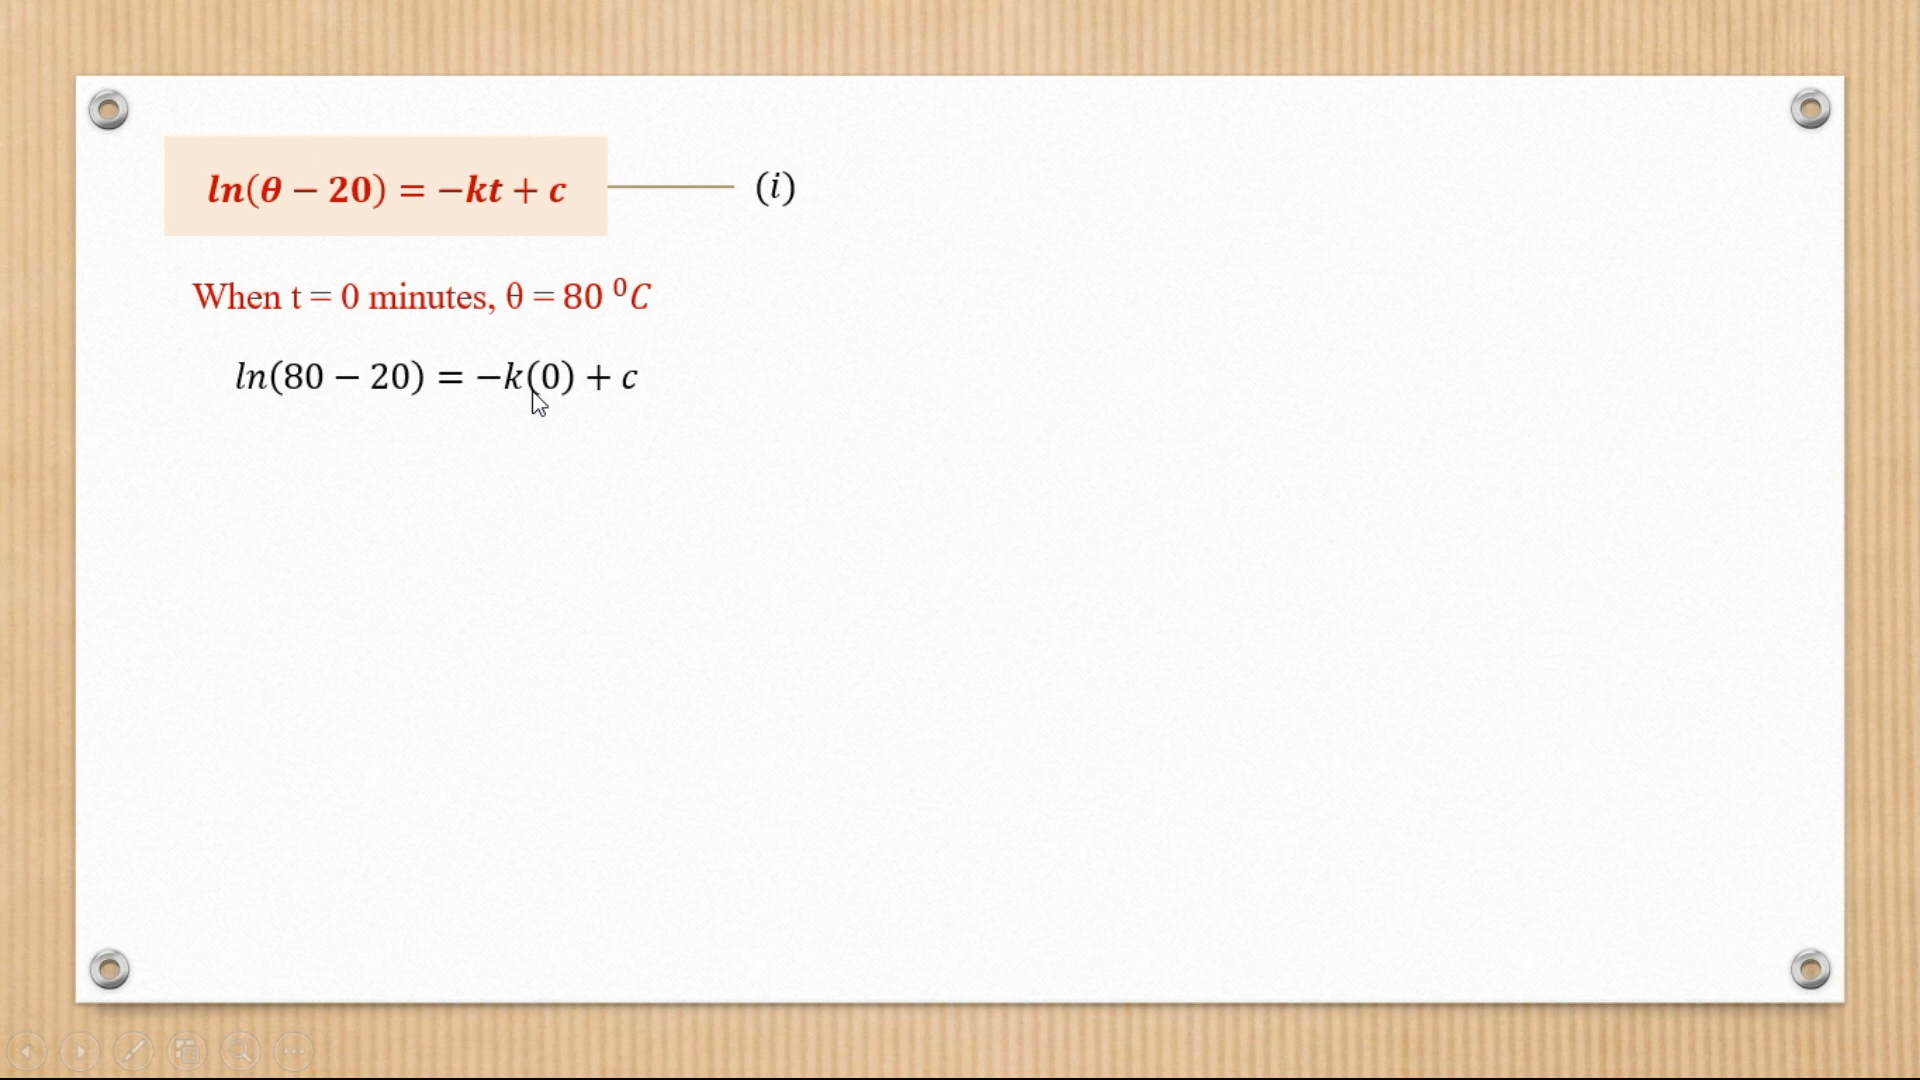 ln(θ − 20) = −kt + c (i)
When t = 0 minutes, θ = 80 ⁰C
ln(80 − 20) = −k(0) + c